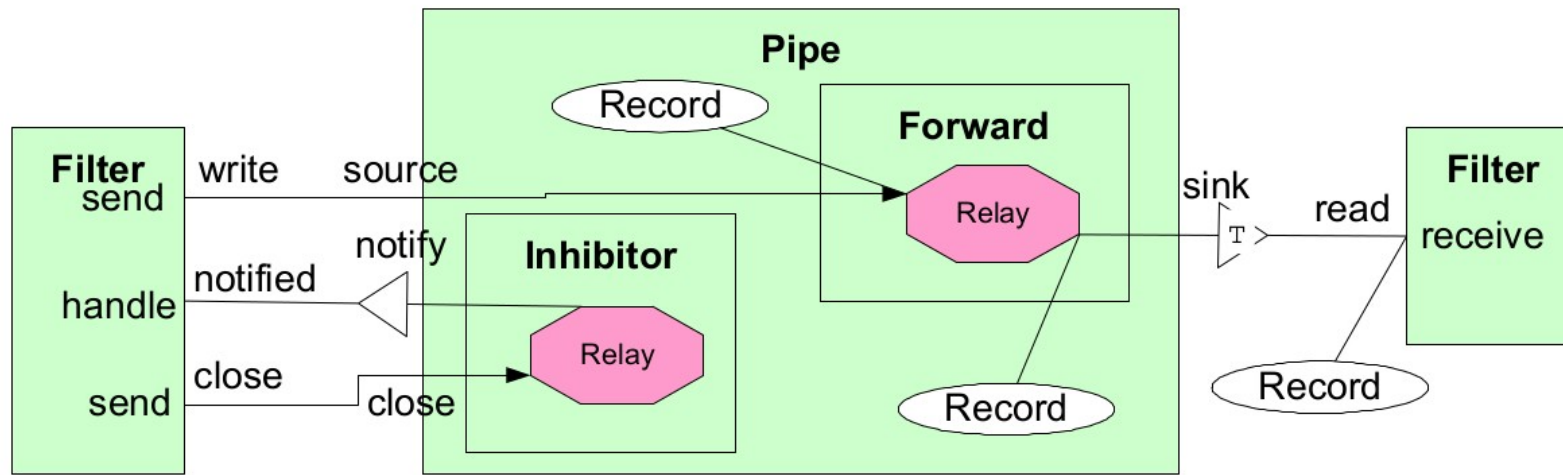 Pipe
Record
Forward
Filter
write
source
send
Relay
sink
T
read
Filter
receive
notify
Inhibitor
notified
handle
Relay
close
send
close
Record
Record